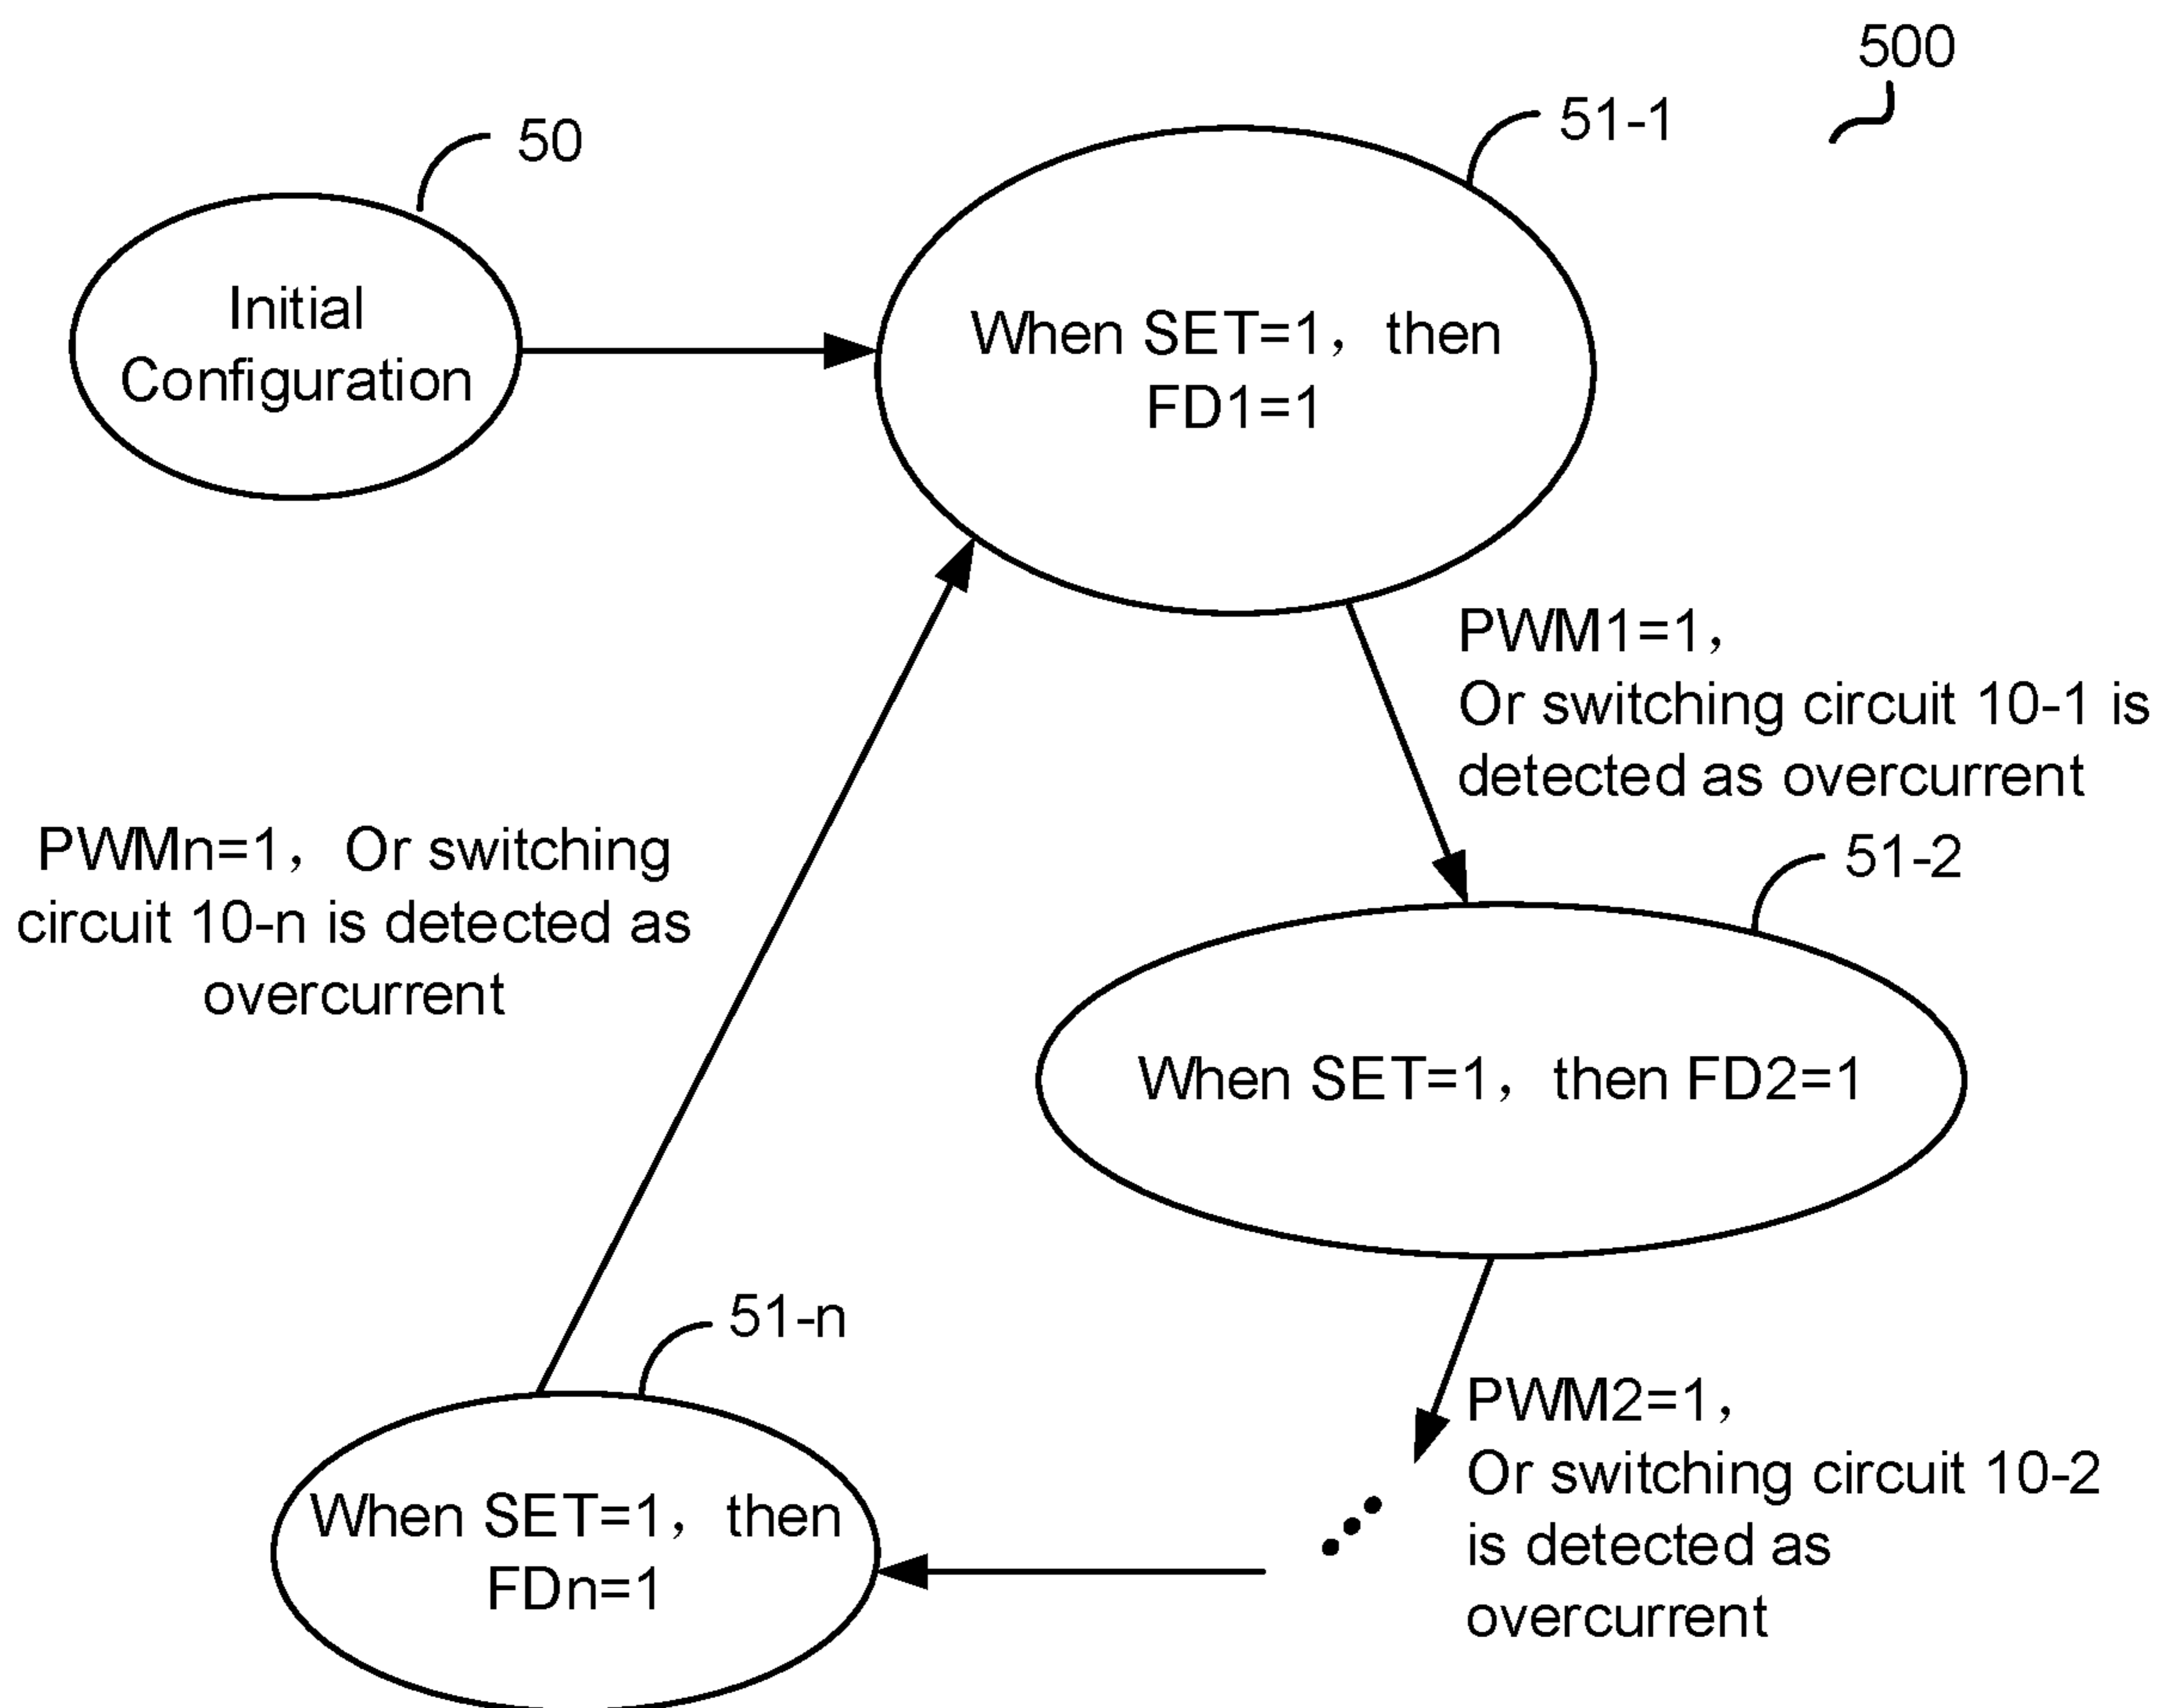 500
50
51-1
Initial
Configuration
When SET=1，then
FD1=1
PWM1=1，
Or switching circuit 10-1 is
detected as overcurrent
PWMn=1，Or switching
circuit 10-n is detected as
overcurrent
51-2
When SET=1，then FD2=1
51-n
PWM2=1，
Or switching circuit 10-2
is detected as
overcurrent
When SET=1，then
FDn=1